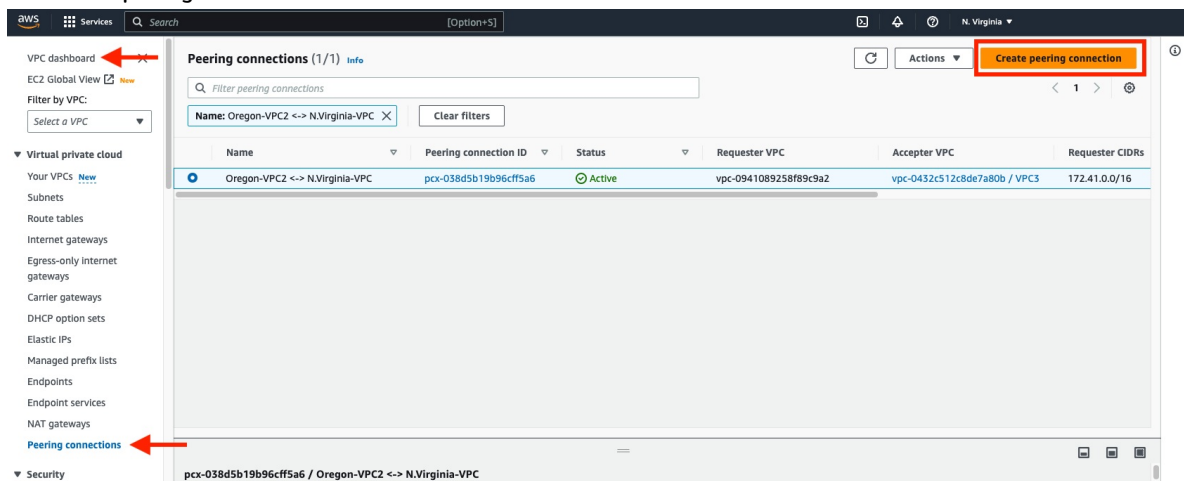 aws
Services
Search
[Option+S]
N. Virginia
VPC dashboard
EC2 Global View New
Filter by VPC:
Select a VPC
Virtual private cloud
Your VPCs New
Subnets
Route tables
Internet gateways
Egress-only internet
gateways
Carrier gateways
DHCP option sets
Elastic IPs
Managed prefix lists
Endpoints
Endpoint services
NAT gateways
Peering connections
Security
Peering connections (1/1) Info
Actions
Create peering connection
Filter peering connections
1
Name: Oregon-VPC2 <-> N.Virginia-VPC
Clear filters
Name Peering connection ID Status Requester VPC Accepter VPC Requester CIDRs
Oregon-VPC2 <-> N.Virginia-VPC pcx-038d5b19b96cff5a6 Active vpc-0941089258f89c9a2 vpc-0432c512c8de7a80b / VPC3 172.41.0.0/16
pcx-038d5b19b96cff5a6 / Oregon-VPC2 <-> N.Virginia-VPC